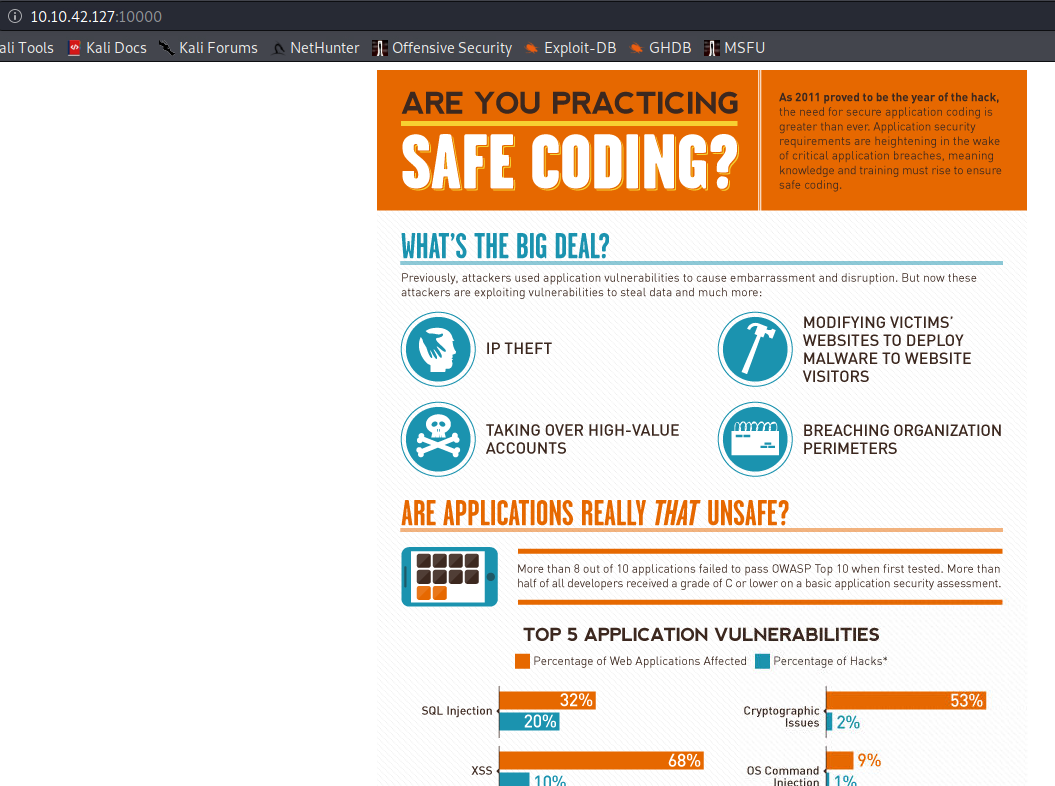 10.10.42.127:10000
ali Tools Kali Docs Kali Forums NetHunter Offensive Security Exploit-DB GHDB MSFU
ARE YOU PRACTICING
SAFE CODING?
As 2011 proved to be the year of the hack,
the need for secure application coding is
greater than ever. Application security
requirements are heightening in the wake
of critical application breaches, meaning
knowledge and training must rise to ensure
safe coding.
WHAT'S THE BIG DEAL?
Previously, attackers used application vulnerabilities to cause embarrassment and disruption. But now these
attackers are exploiting vulnerabilities to steal data and much more:
IP THEFT
MODIFYING VICTIMS'
WEBSITES TO DEPLOY
MALWARE TO WEBSITE
VISITORS
TAKING OVER HIGH-VALUE
ACCOUNTS
BREACHING ORGANIZATION
PERIMETERS
ARE APPLICATIONS REALLY THAT UNSAFE?
More than 8 out of 10 applications failed to pass OWASP Top 10 when first tested. More than
half of all developers received a grade of C or lower on a basic application security assessment.
TOP 5 APPLICATION VULNERABILITIES
Percentage of Web Applications Affected Percentage of Hacks*
SQL Injection
32%
20%
Cryptographic
Issues
53%
2%
XSS
68%
10%
OS Command
Injection
9%
1%